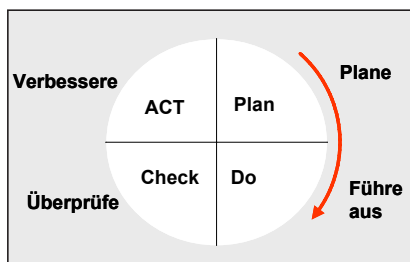 Verbessere
ACT
Plan
Plane
Überprüfe
Check
Do
Führe
aus